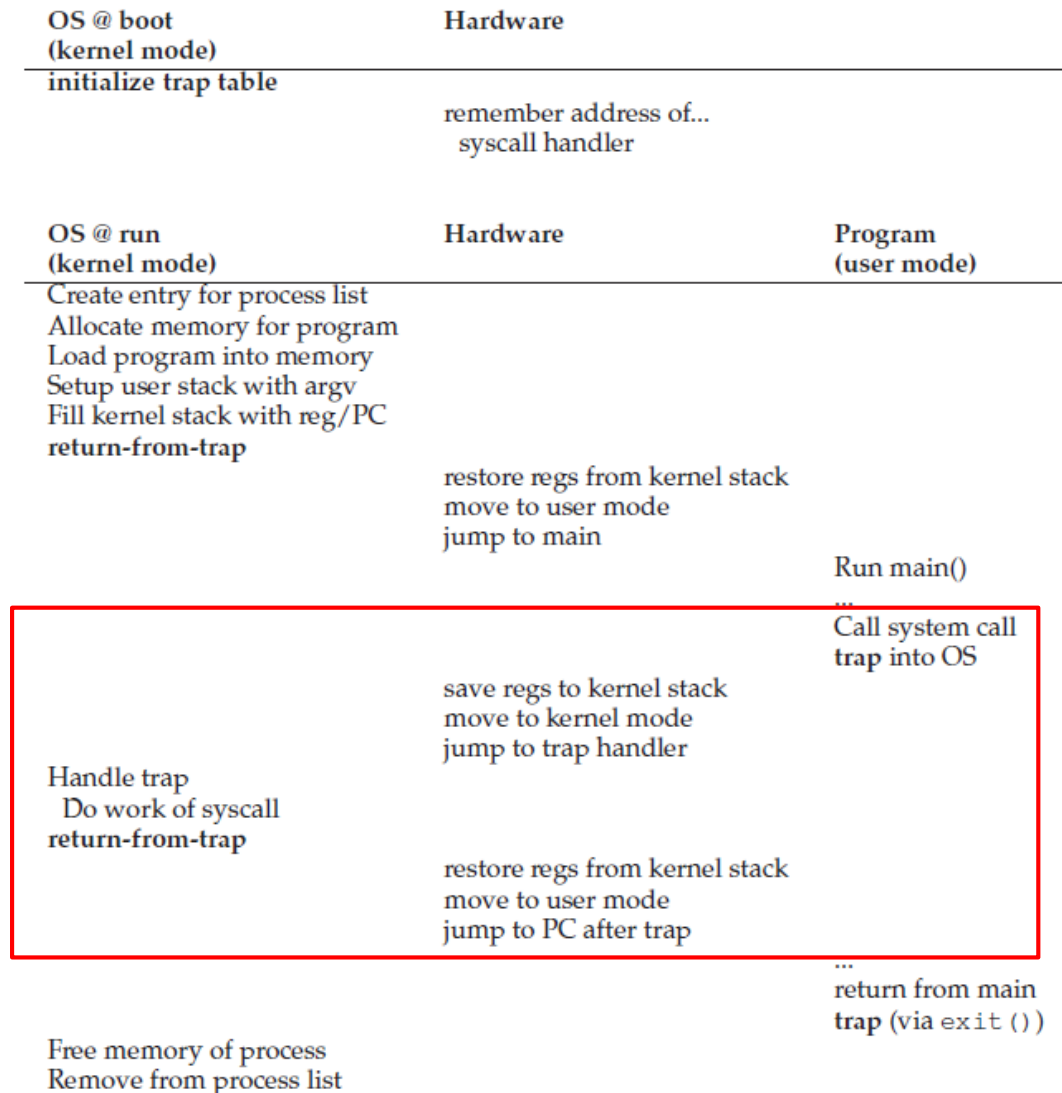 OS @ boot Hardware
(kernel mode)
initialize trap table
remember address of...
syscall handler
OS @ run Hardware Program
(kernel mode) (user mode)
Create entry for process list
Allocate memory for program
Load program into memory
Setup user stack with argv
Fill kernel stack with reg/PC
return-from-trap
restore regs from kernel stack
move to user mode
jump to main
Run main()
...
Call system call
trap into OS
save regs to kernel stack
move to kernel mode
jump to trap handler
Handle trap
Do work of syscall
return-from-trap
restore regs from kernel stack
move to user mode
jump to PC after trap
...
return from main
trap (via exit())
Free memory of process
Remove from process list